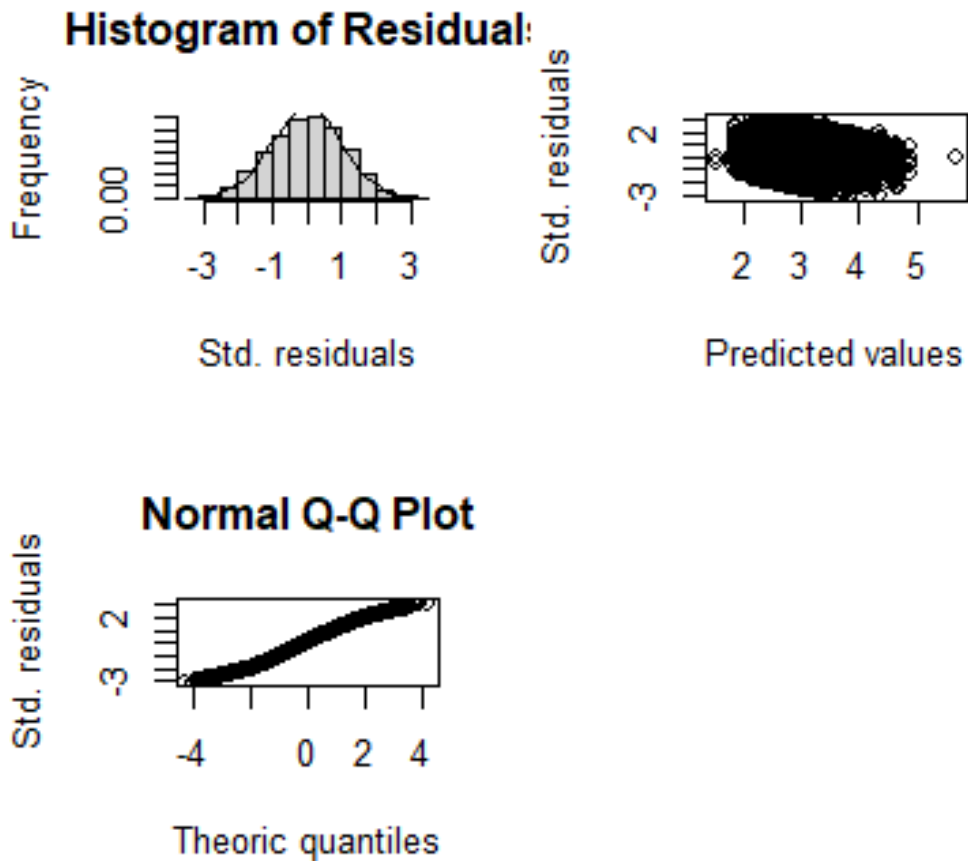 Histogram of Residuals
Frequency
0.00
-3 -1 1 3
Std. residuals
Std. residuals
2
-3
2 3 4 5
Predicted values
Normal Q-Q Plot
Std. residuals
2
-3
-4 0 2 4
Theoric quantiles